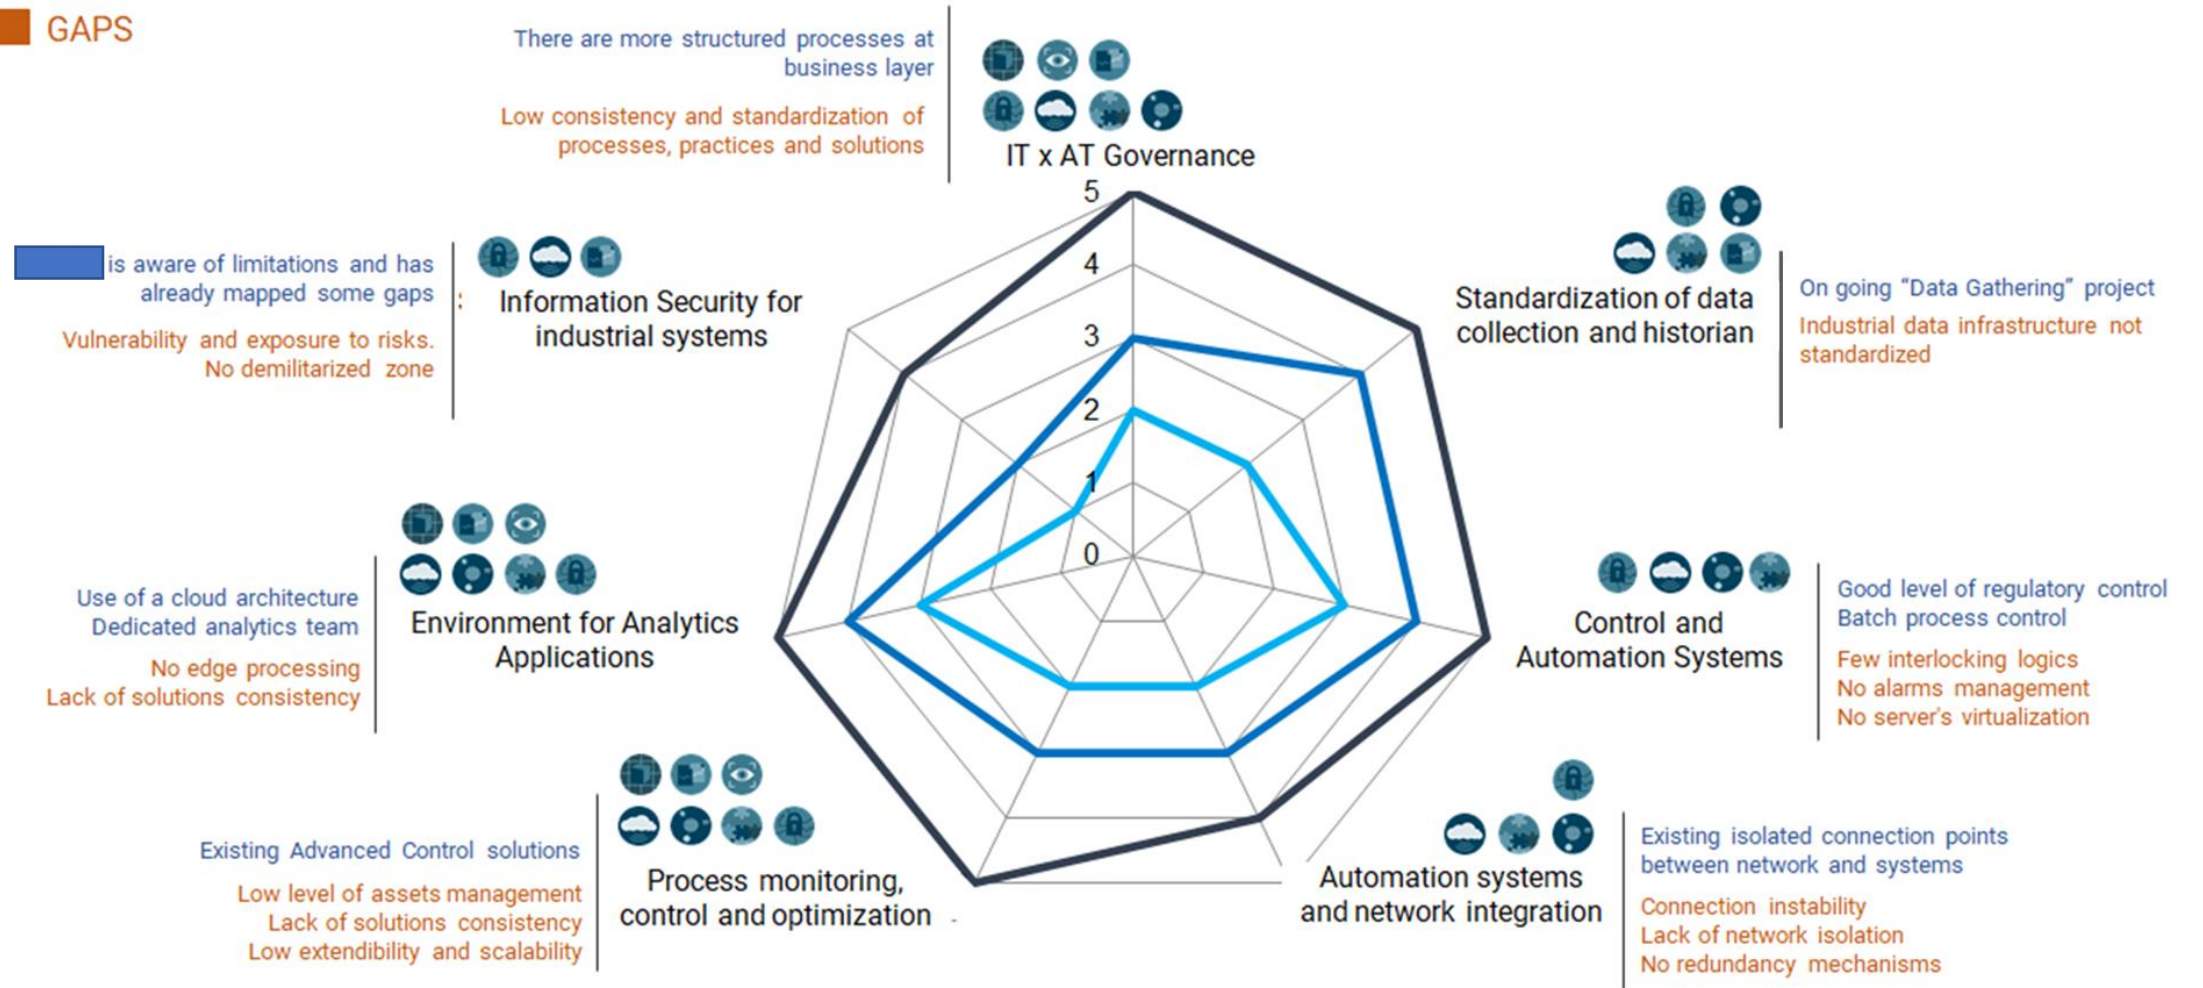 GAPS
There are more structured processes at
business layer
Low consistency and standardization of
processes, practices and solutions
IT x AT Governance
5
4
3
2
1
0
is aware of limitations and has
already mapped some gaps
Vulnerability and exposure to risks.
No demilitarized zone
:
Information Security for
industrial systems
Standardization of data
collection and historian
On going “Data Gathering” project
Industrial data infrastructure not
standardized
Use of a cloud architecture
Dedicated analytics team
No edge processing
Lack of solutions consistency
Environment for Analytics
Applications
Control and
Automation Systems
Good level of regulatory control
Batch process control
Few interlocking logics
No alarms management
No server's virtualization
Existing Advanced Control solutions
Low level of assets management
Lack of solutions consistency
Low extendibility and scalability
Process monitoring,
control and optimization
Automation systems
and network integration
Existing isolated connection points
between network and systems
Connection instability
Lack of network isolation
No redundancy mechanisms